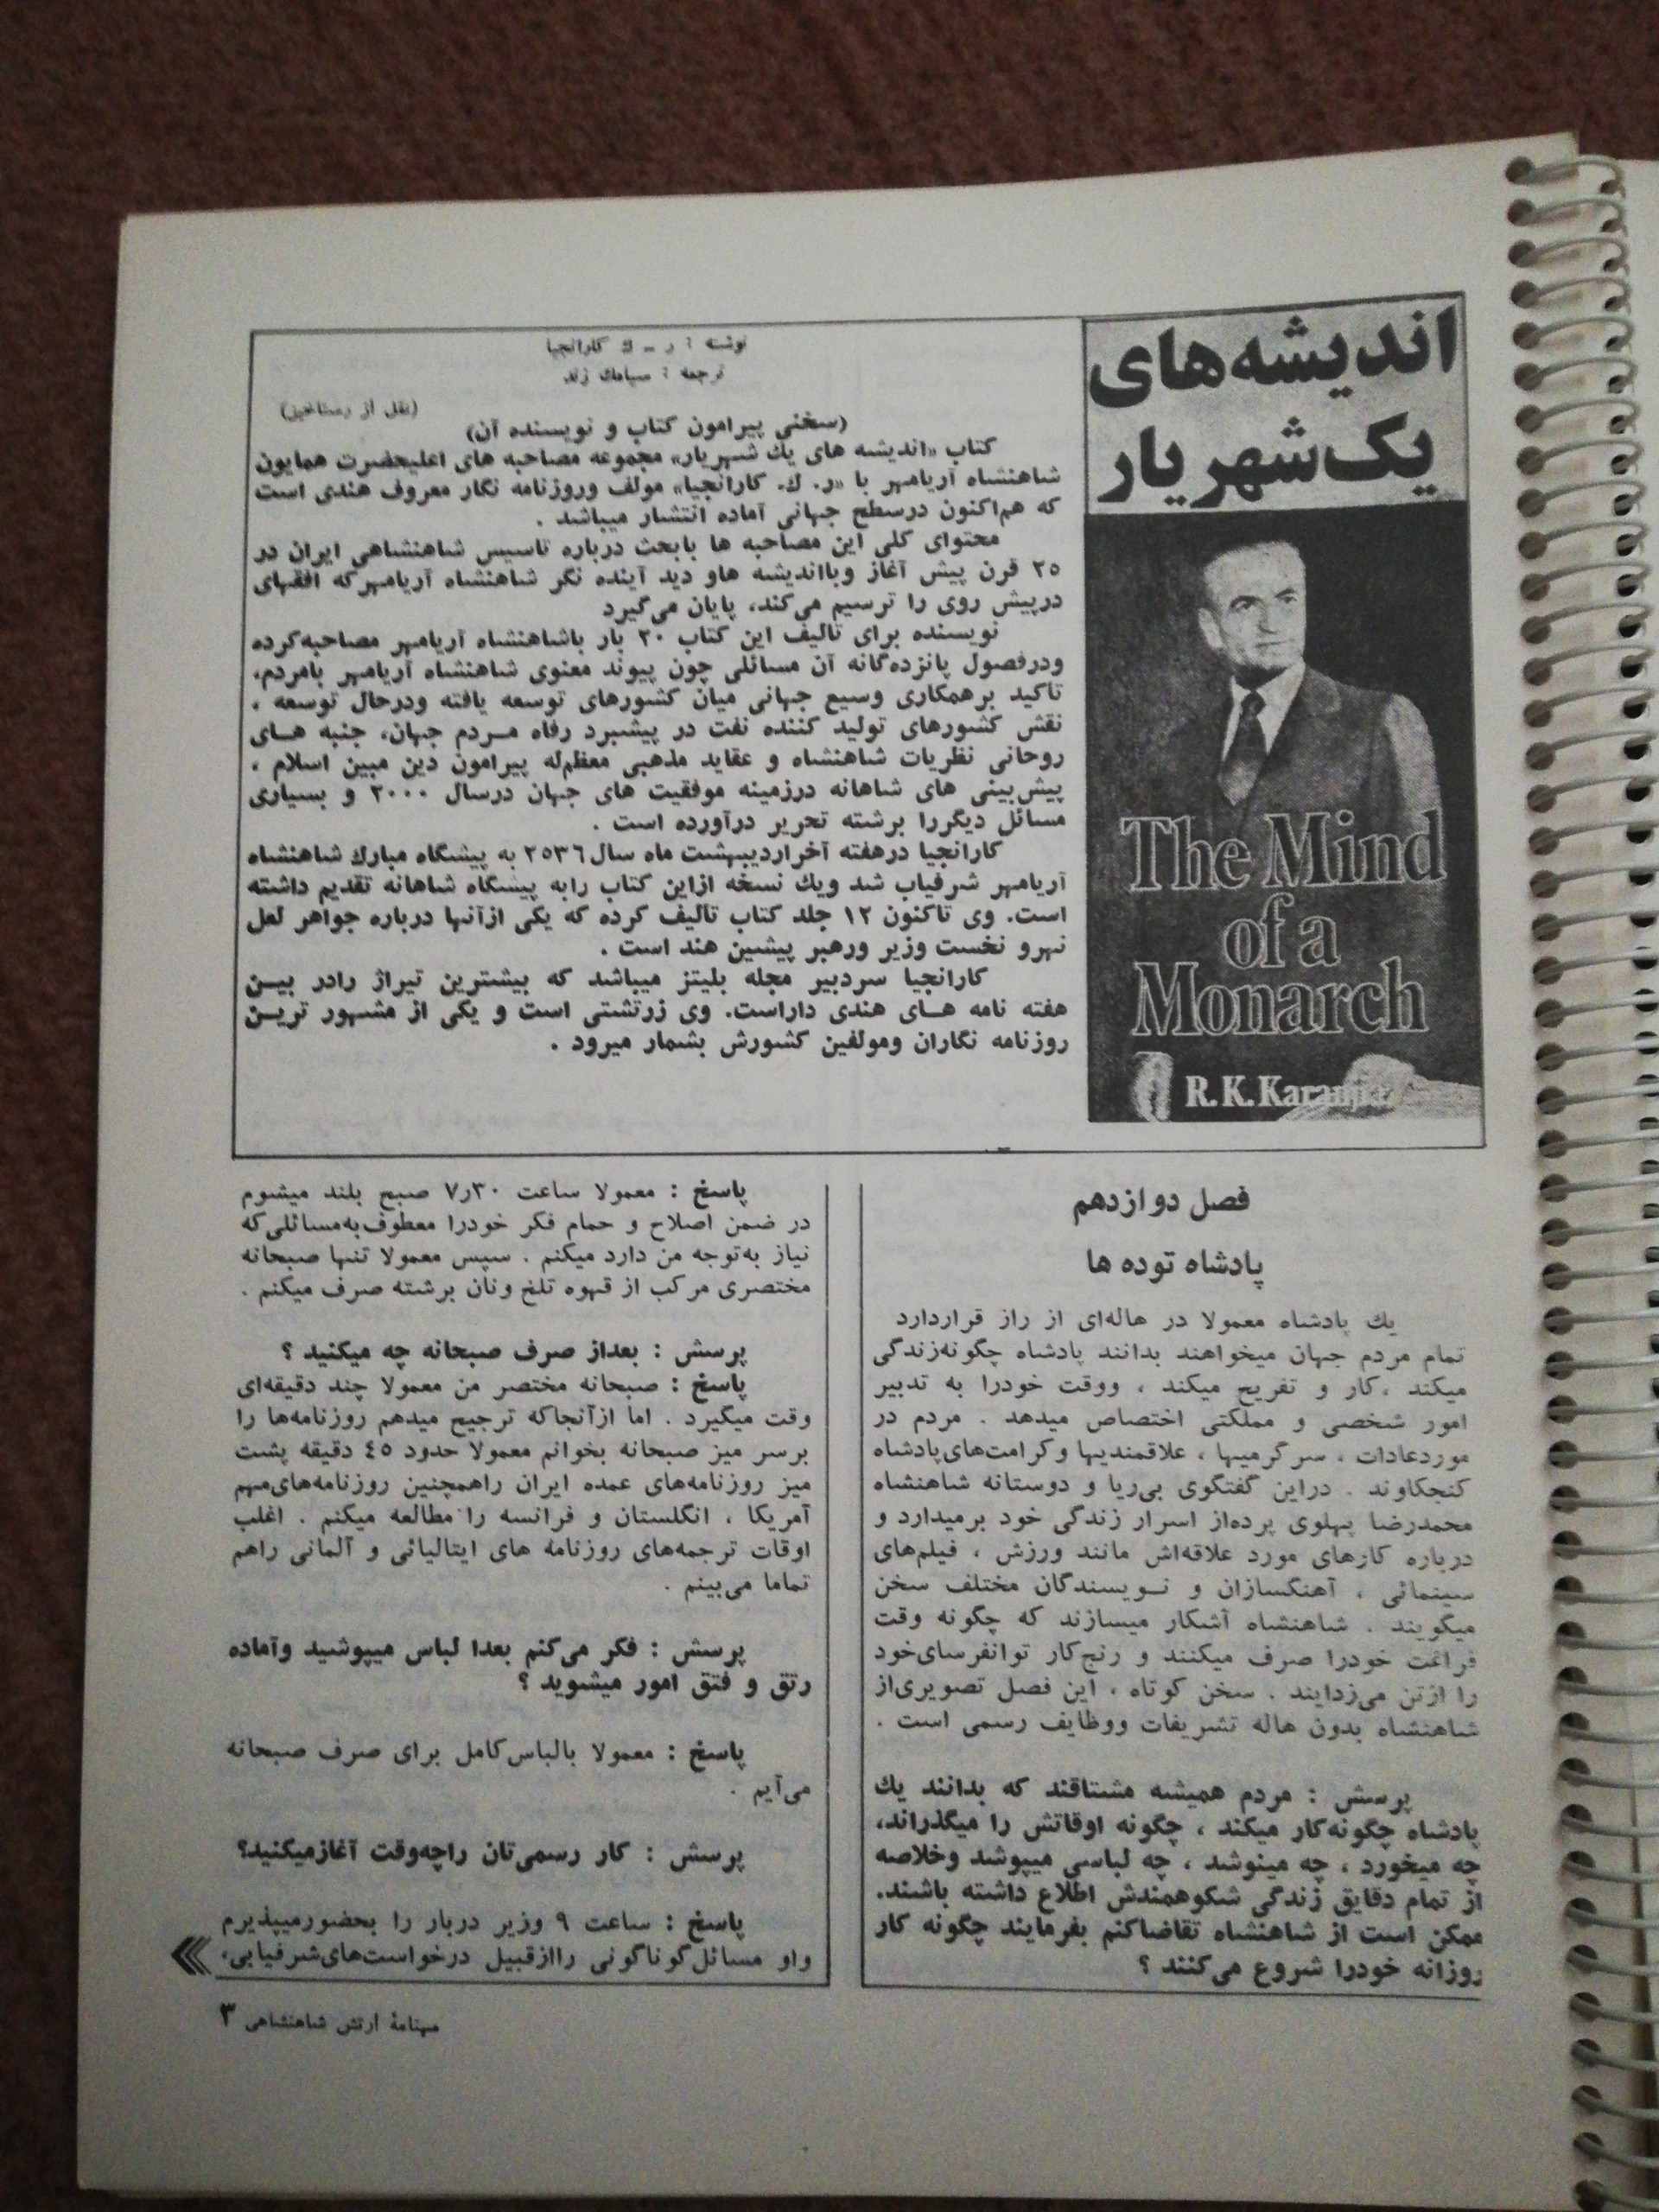 اندیشه‌های
یک‌شهریار
The Mind
of a
Monarch
R. K. Karanjia
نوشته : ر ـ ك کارانجیا
ترجمه : سیامك زند
(نقل از رستاخیز)
(سخنی پیرامون کتاب و نویسنده آن)
کتاب «اندیشه های یك شهریار» مجموعه مصاحبه های اعلیحضرت همایون
شاهنشاه آریامهر با «ر. ك. کارانجیا» مولف وروزنامه نگار معروف هندی است
که هم‌اکنون درسطح جهانی آماده انتشار میباشد .
محتوای کلی این مصاحبه ها بابحث درباره تاسیس شاهنشاهی ایران در
۲۵ قرن پیش آغاز وبااندیشه هاو دید آینده نگر شاهنشاه آریامهرکه افقهای
درپیش روی را ترسیم می‌کند، پایان می‌گیرد
نویسنده برای تالیف این کتاب ۲۰ بار باشاهنشاه آریامهر مصاحبه‌کرده
ودرفصول پانزده‌گانه آن مسائلی چون پیوند معنوی شاهنشاه آریامهر بامردم،
تاکید برهمکاری وسیع جهانی میان کشورهای توسعه یافته ودرحال توسعه ،
نقش کشورهای تولید کننده نفت در پیشبرد رفاه مـردم جهان، جنبه هـای
روحانی نظریات شاهنشاه و عقاید مذهبی معظم‌له پیرامون دین مبین اسلام ،
پیش‌بینی های شاهانه درزمینه موفقیت های جهان درسال ۲۰۰۰ و بسیاری
مسائل دیگررا برشته تحریر درآورده است .
کارانجیا درهفته آخراردیبهشت ماه سال ۲۵۳٦ به پیشگاه مبارك شاهنشاه
آریامهر شرفیاب شد ویك نسخه ازاین کتاب رابه پیشگاه شاهانه تقدیم داشته
است. وی تاکنون ۱۲ جلد کتاب تألیف کرده که یکی ازآنها درباره جواهر لعل
نهرو نخست وزیر ورهبر پیشین هند است .
کارانجیا سردبیر مجله بلیتز میباشد که بیشترین تیراژ رادر بیـن
هفته نامه هـای هندی داراست. وی زرتشتی است و یکی از مشهور تریـن
روزنامه نگاران ومولفین کشورش بشمار میرود .
فصل دوازدهم
پادشاه توده ها
یك پادشاه معمولا در هاله‌ای از راز قراردارد
تمام مردم جهان میخواهند بدانند پادشاه چگونه‌زندگی
میکند ،کار و تفریح میکند ، ووقت خودرا به تدبیر
امور شخصی و مملکتی اختصاص میدهد . مردم در
موردعادات ، سرگرمیها ، علاقمندیها وکرامت‌های‌پادشاه
کنجکاوند . دراین گفتگوی بی‌ریا و دوستانه شاهنشاه
محمدرضا پهلوی پرده‌از اسرار زندگی خود برمیدارد و
درباره کارهای مورد علاقه‌اش مانند ورزش ، فیلم‌های
سینمائی ، آهنگسازان و نـویسندگان مختلف سخن
میگویند . شاهنشاه آشکار میسازند که چگونه وقت
فراغت خودرا صرف میکنند و رنج‌کار توانفرسای‌خود
را ازتن می‌زدایند . سخن کوتاه ، این فصل تصویری‌از
شاهنشاه بدون هاله تشریفات ووظایف رسمی است .
پرسش : مردم همیشه مشتاقند که بدانند یك
پادشاه چگونه‌کار میکند ، چگونه اوقاتش را میگذراند،
چه میخورد ، چه مینوشد ، چه لباسی میپوشد وخلاصه
از تمام دقایق زندگی شکوهمندش اطلاع داشته باشند.
ممکن است از شاهنشاه تقاضاکنم بفرمایند چگونه کار
روزانه خودرا شروع می‌کنند ؟
پاسخ : معمولا ساعت ۷٫۳۰ صبح بلند میشوم
در ضمن اصلاح و حمام فکر خودرا معطوف‌به‌مسائلی‌که
نیاز به‌توجه من دارد میکنم . سپس معمولا تنها صبحانه
مختصری مرکب از قهوه تلخ ونان برشته صرف میکنم .
پرسش : بعداز صرف صبحانه چه میکنید ؟
پاسخ : صبحانه مختصر من معمولا چند دقیقه‌ای
وقت میگیرد . اما ازآنجاکه ترجیح میدهم روزنامه‌ها را
برسر میز صبحانه بخوانم معمولا حدود ٤٥ دقیقه پشت
میز روزنامه‌های عمده ایران راهمچنین روزنامه‌های‌مهم
آمریکا ، انگلستان و فرانسه را مطالعه میکنم . اغلب
اوقات ترجمه‌های روزنامه های ایتالیائی و آلمانی راهم
تماما می‌بینم .
پرسش : فکر می‌کنم بعدا لباس میپوشید وآماده
رتق و فتق امور میشوید ؟
پاسخ : معمولا بالباس‌کامل برای صرف صبحانه
می‌آیم .
پرسش : کار رسمی‌تان راچه‌وقت آغازمیکنید؟
پاسخ : ساعت ۹ وزیر دربار را بحضورمیپذیرم
واو مسائل‌گوناگونی راازقبیل درخواست‌های‌شرفیابی،
مهنامهٔ ارتش شاهنشاهی ۳